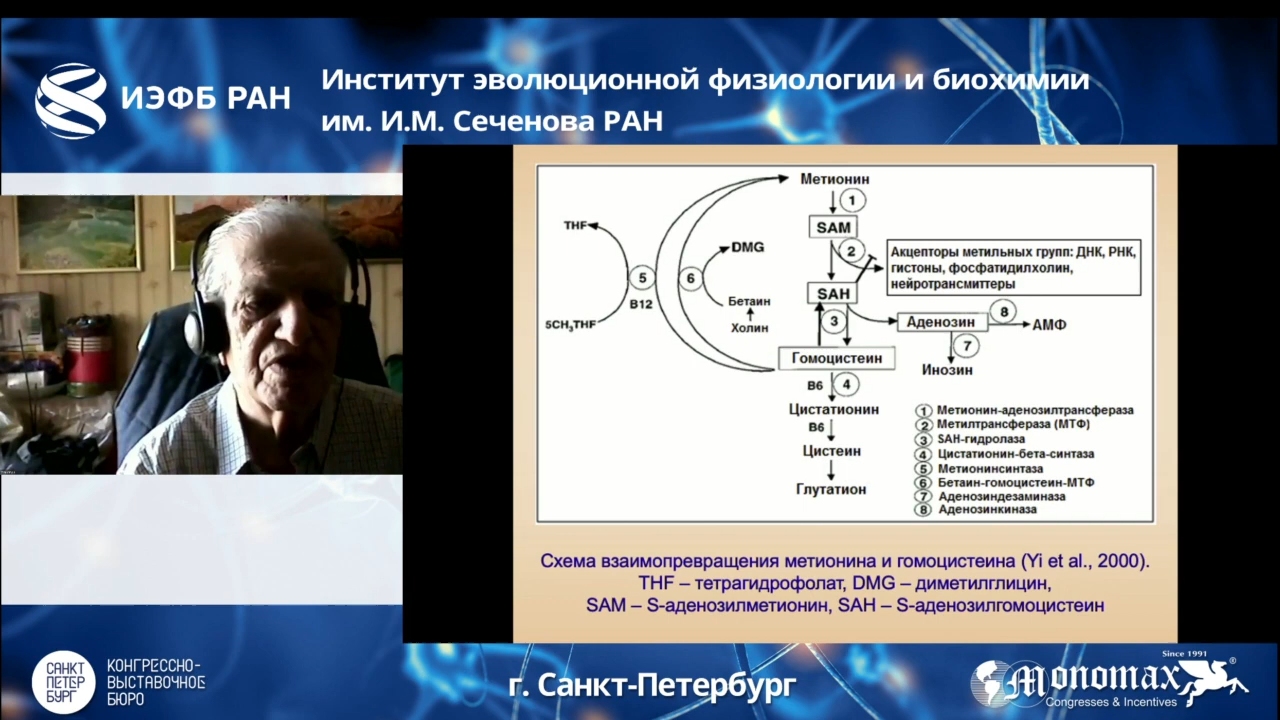 ИЭФБ РАН
Институт эволюционной физиологии и биохимии
им. И.М. Сеченова РАН
Метионин
1
SAM
2
THF
DMG
Акцепторы метильных групп: ДНК, РНК,
гистоны, фосфатидилхолин,
нейротрансмиттеры
5
6
B12
SAH
Бетаин
Холин
5CH3THF
3
Аденозин
8
АМФ
7
Инозин
Гомоцистеин
B6
4
Цистатионин
B6
Цистеин
Глутатион
1 Метионин-аденозилтрансфераза
2 Метилтрансфераза (МТФ)
3 SAH-гидролаза
4 Цистатионин-бета-синтаза
5 Метионинсинтаза
6 Бетаин-гомоцистеин-МТФ
7 Аденозиндезаминаза
8 Аденозинкиназа
Схема взаимопревращения метионина и гомоцистеина (Yi et al., 2000).
THF – тетрагидрофолат, DMG – диметилглицин,
SAM – S-аденозилметионин, SAH – S-аденозилгомоцистеин
САНКТ
ПЕТЕР
БУРГ
КОНГРЕССНО-
ВЫСТАВОЧНОЕ
БЮРО
г. Санкт-Петербург
Since 1991
Monomax®
Congresses & Incentives